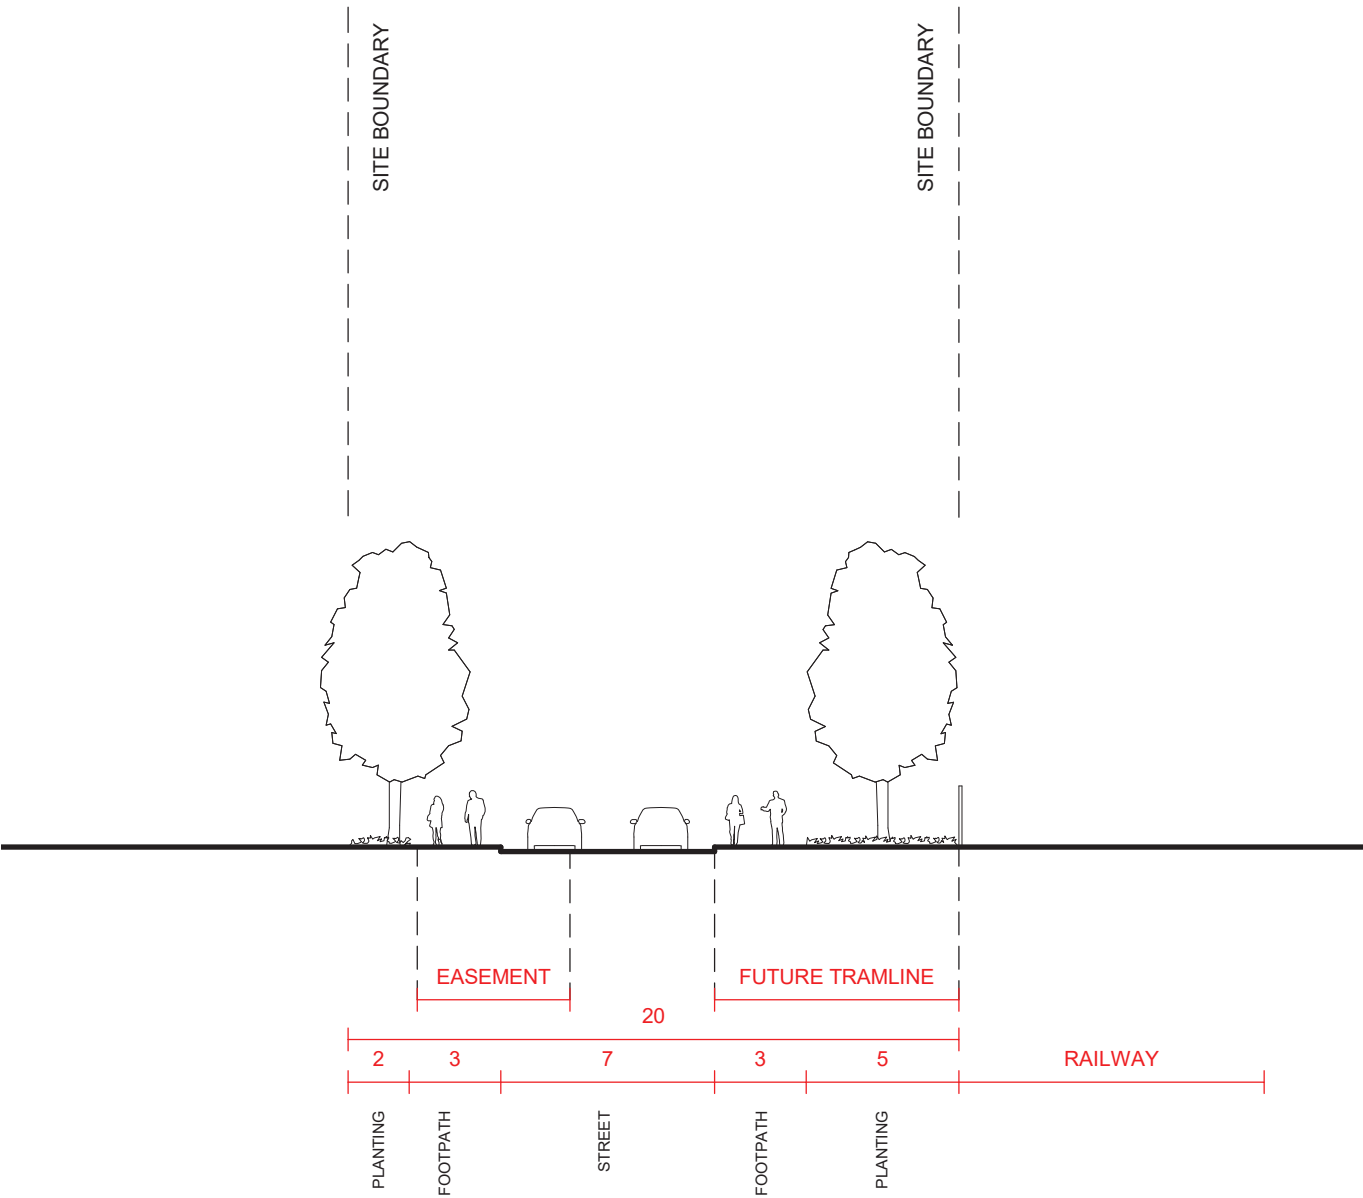 SITE BOUNDARY
SITE BOUNDARY
EASEMENT
FUTURE TRAMLINE
20
2
3
7
3
5
RAILWAY
PLANTING
FOOTPATH
STREET
FOOTPATH
PLANTING